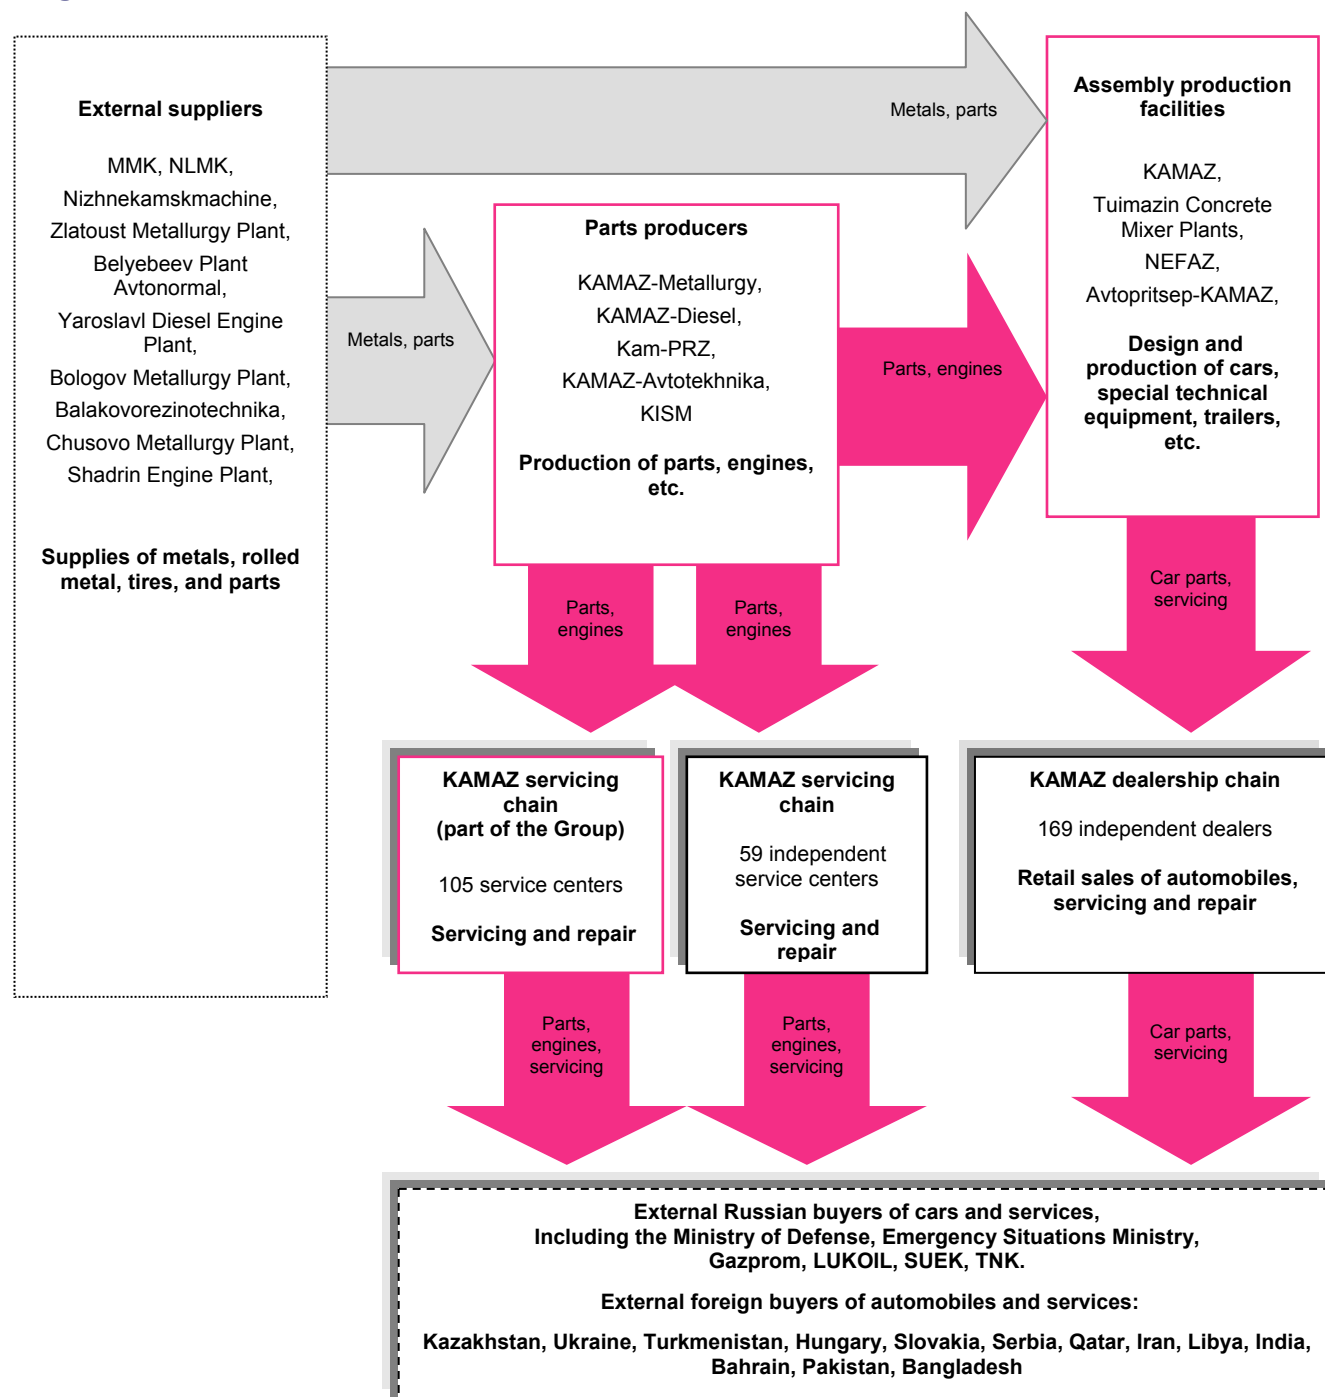 External suppliers
MMK, NLMK,
Nizhnekamskmachine,
Zlatoust Metallurgy Plant,
Belyebeev Plant
Avtonormal,
Yaroslavl Diesel Engine
Plant,
Bologov Metallurgy Plant,
Balakovorezinotechnika,
Chusovo Metallurgy Plant,
Shadrin Engine Plant,
Supplies of metals, rolled
metal, tires, and parts
Metals, parts
Metals, parts
Parts producers
KAMAZ-Metallurgy,
KAMAZ-Diesel,
Kam-PRZ,
KAMAZ-Avtotekhnika,
KISM
Production of parts, engines,
etc.
Parts, engines
Assembly production
facilities
KAMAZ,
Tuimazin Concrete
Mixer Plants,
NEFAZ,
Avtopritsep-KAMAZ,
Design and
production of cars,
special technical
equipment, trailers,
etc.
Parts,
engines
Parts,
engines
Car parts,
servicing
KAMAZ servicing
chain
(part of the Group)
105 service centers
Servicing and repair
KAMAZ servicing
chain
59 independent
service centers
Servicing and
repair
KAMAZ dealership chain
169 independent dealers
Retail sales of automobiles,
servicing and repair
Parts,
engines,
servicing
Parts,
engines,
servicing
Car parts,
servicing
External Russian buyers of cars and services,
Including the Ministry of Defense, Emergency Situations Ministry,
Gazprom, LUKOIL, SUEK, TNK.
External foreign buyers of automobiles and services:
Kazakhstan, Ukraine, Turkmenistan, Hungary, Slovakia, Serbia, Qatar, Iran, Libya, India,
Bahrain, Pakistan, Bangladesh